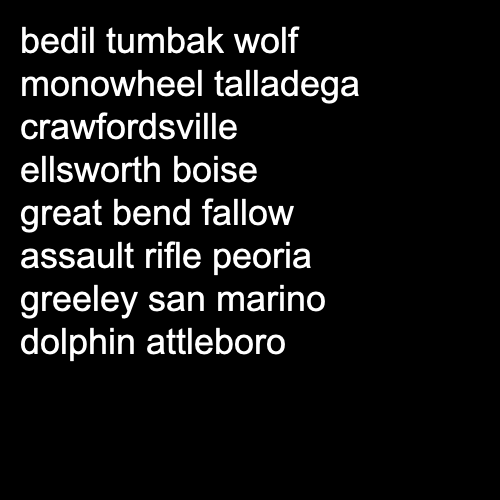 bedil tumbak wolf
monowheel talladega
crawfordsville
ellsworth boise
great bend fallow
assault rifle peoria
greeley san marino
dolphin attleboro